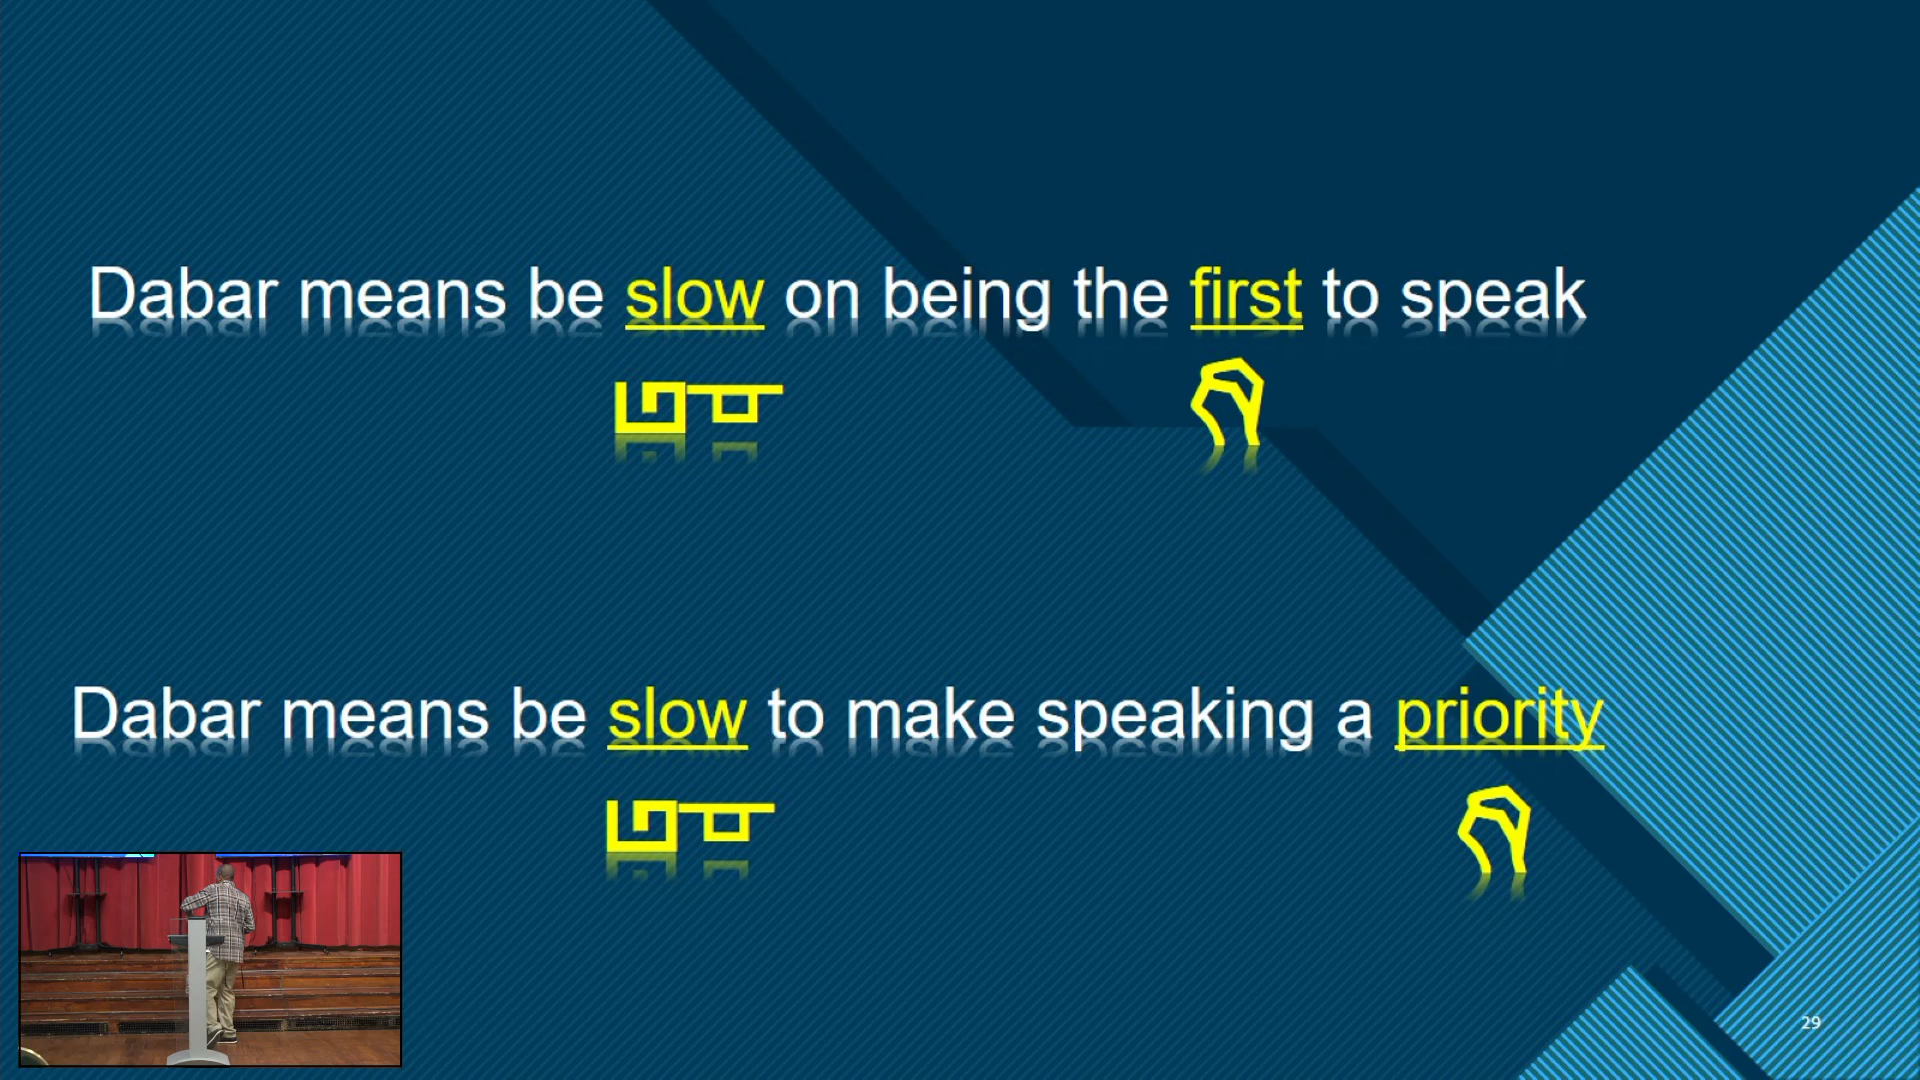 Dabar means be slow on being the first to speak
Dabar means be slow to make speaking a priority
29